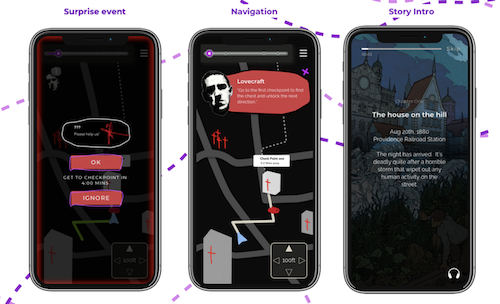 Surprise event
???
Please help us!
OK
GET TO CHECKPOINT IN
4:00 MINS
IGNORE
Navigation
Lovecraft
"Go to the first checkpoint to
find the chest and unlock the next
direction."
Check Point one
100ft
Story Intro
Skip
Chapter One
The house on the hill
Aug 20th, 1880
Providence Railroad Station
The night has arrived. It's
deadly quite after a horrible
storm that wipet out any
human activity on the
street.